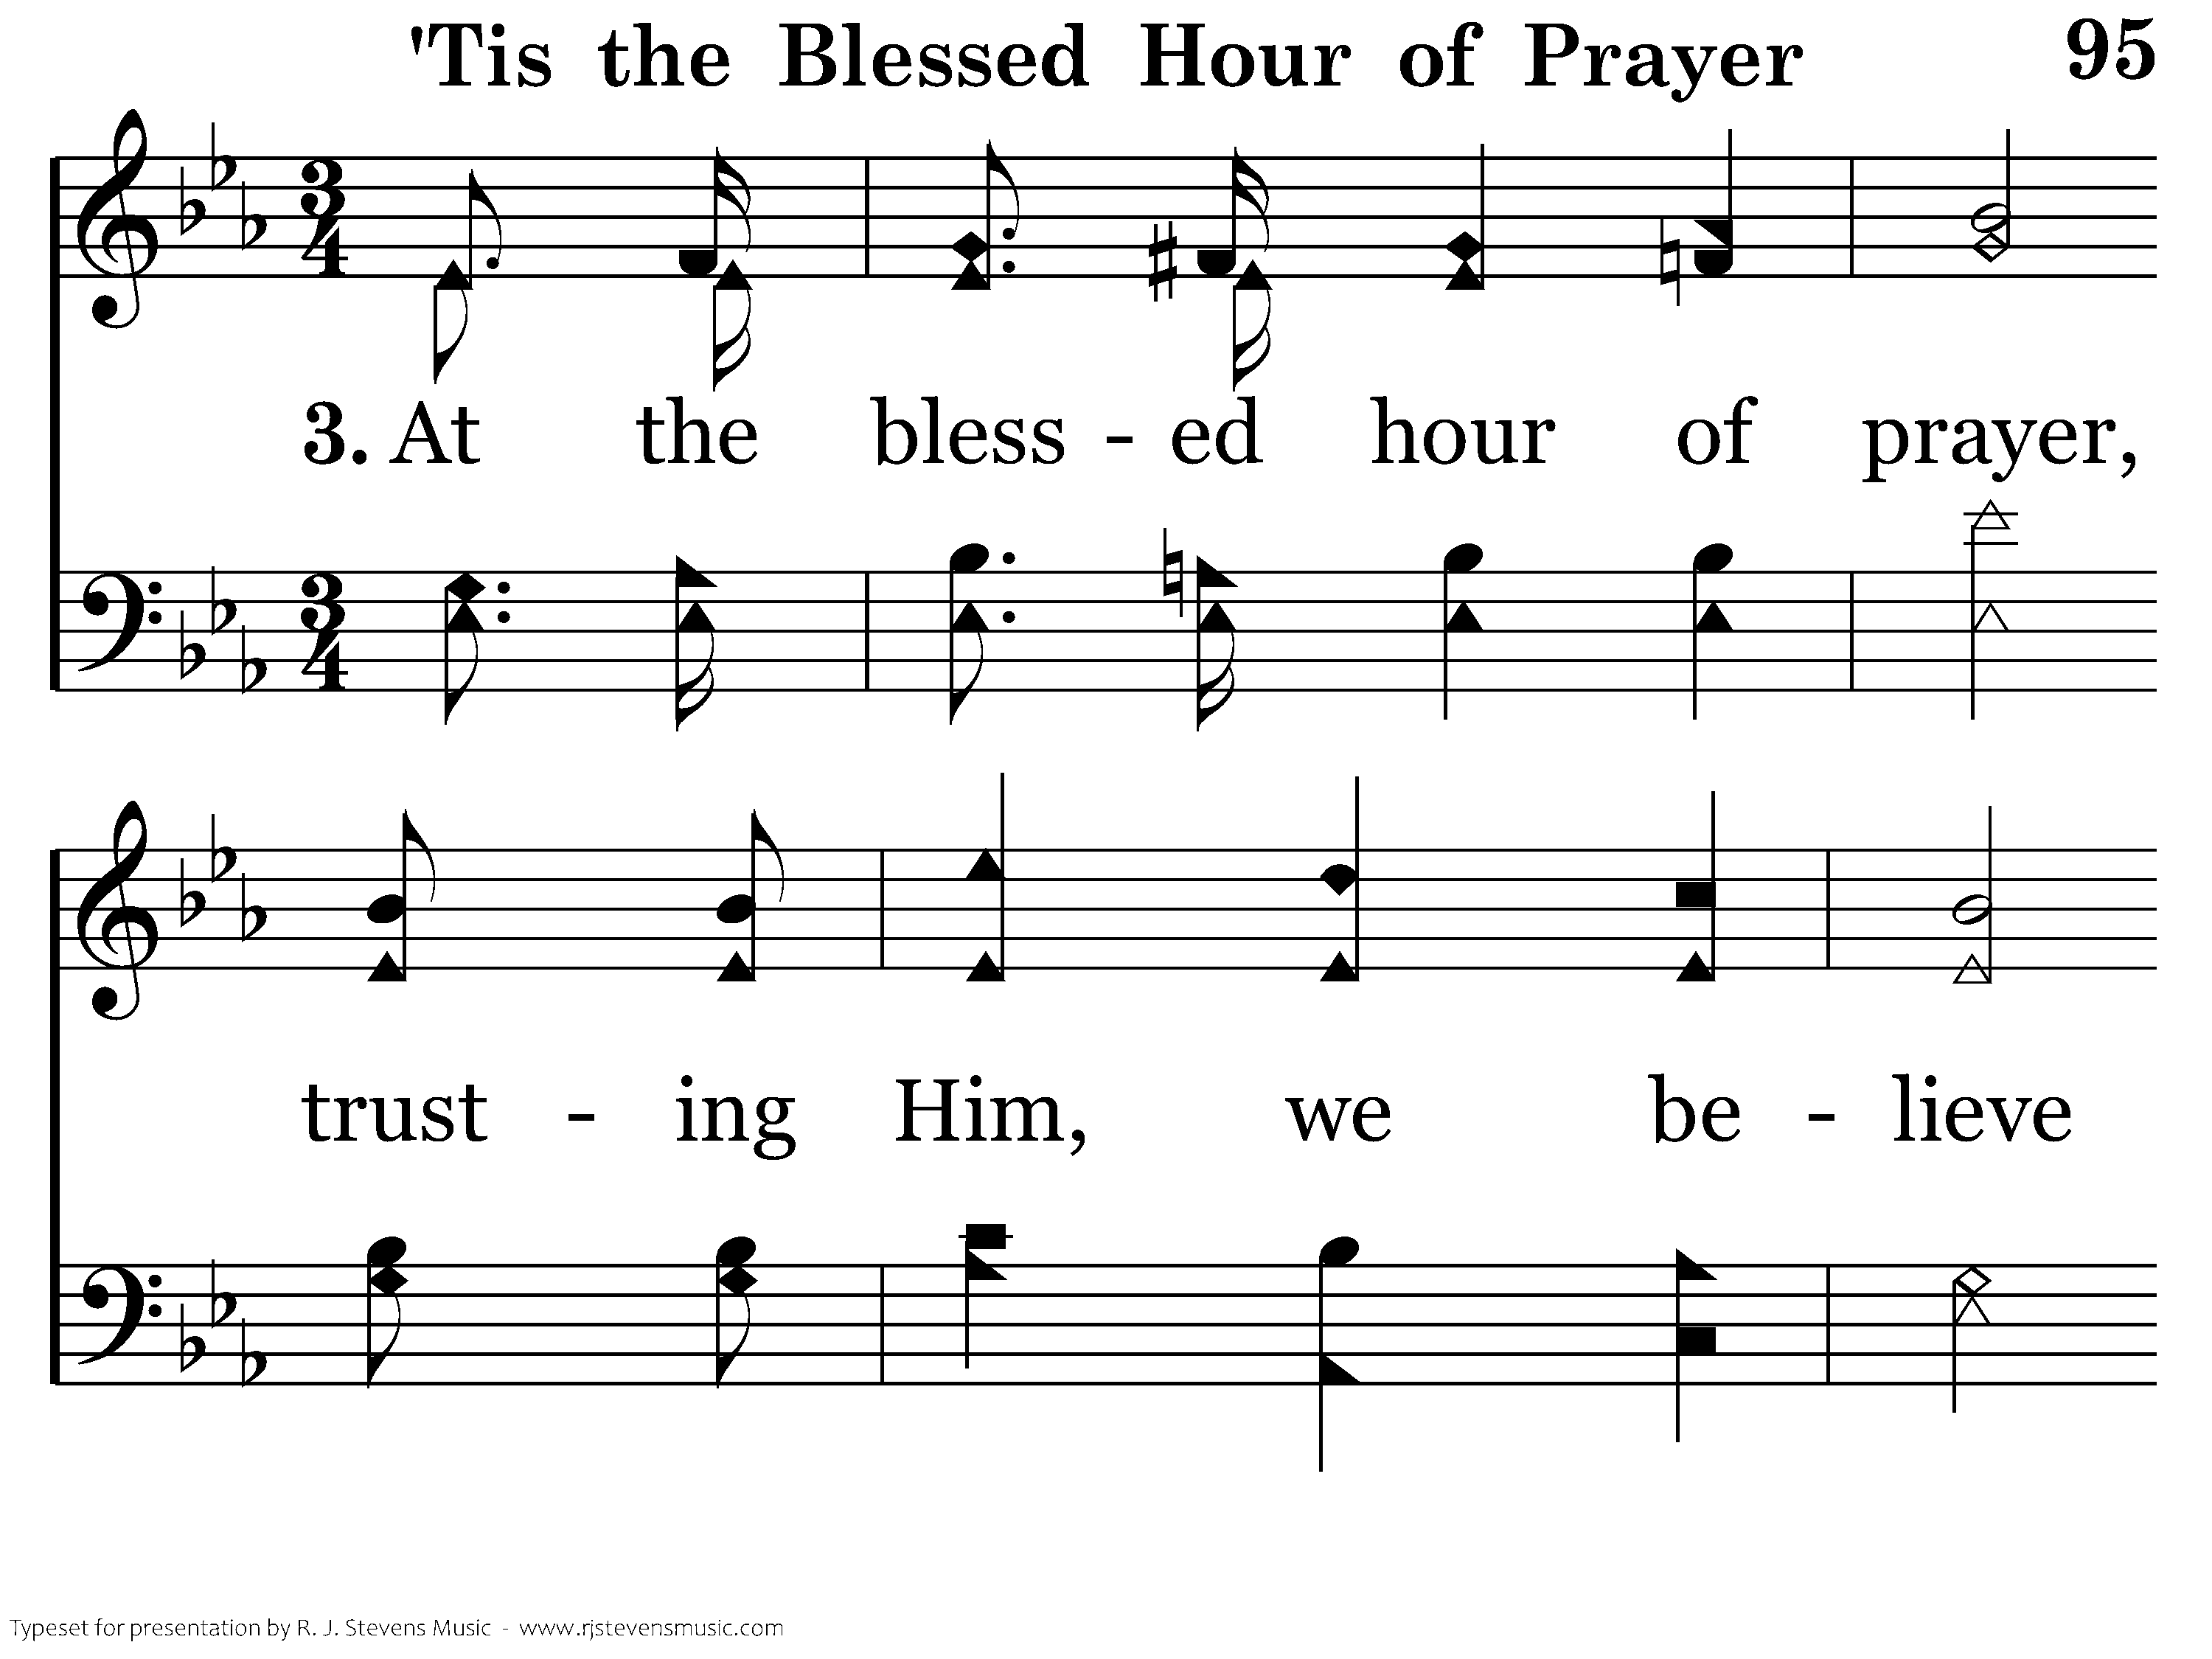 'Tis the Blessed Hour of Prayer 95
3. At the bless - ed hour of prayer,
trust - ing Him, we be - lieve
Typeset for presentation by R. J. Stevens Music - www.rjstevensmusic.com